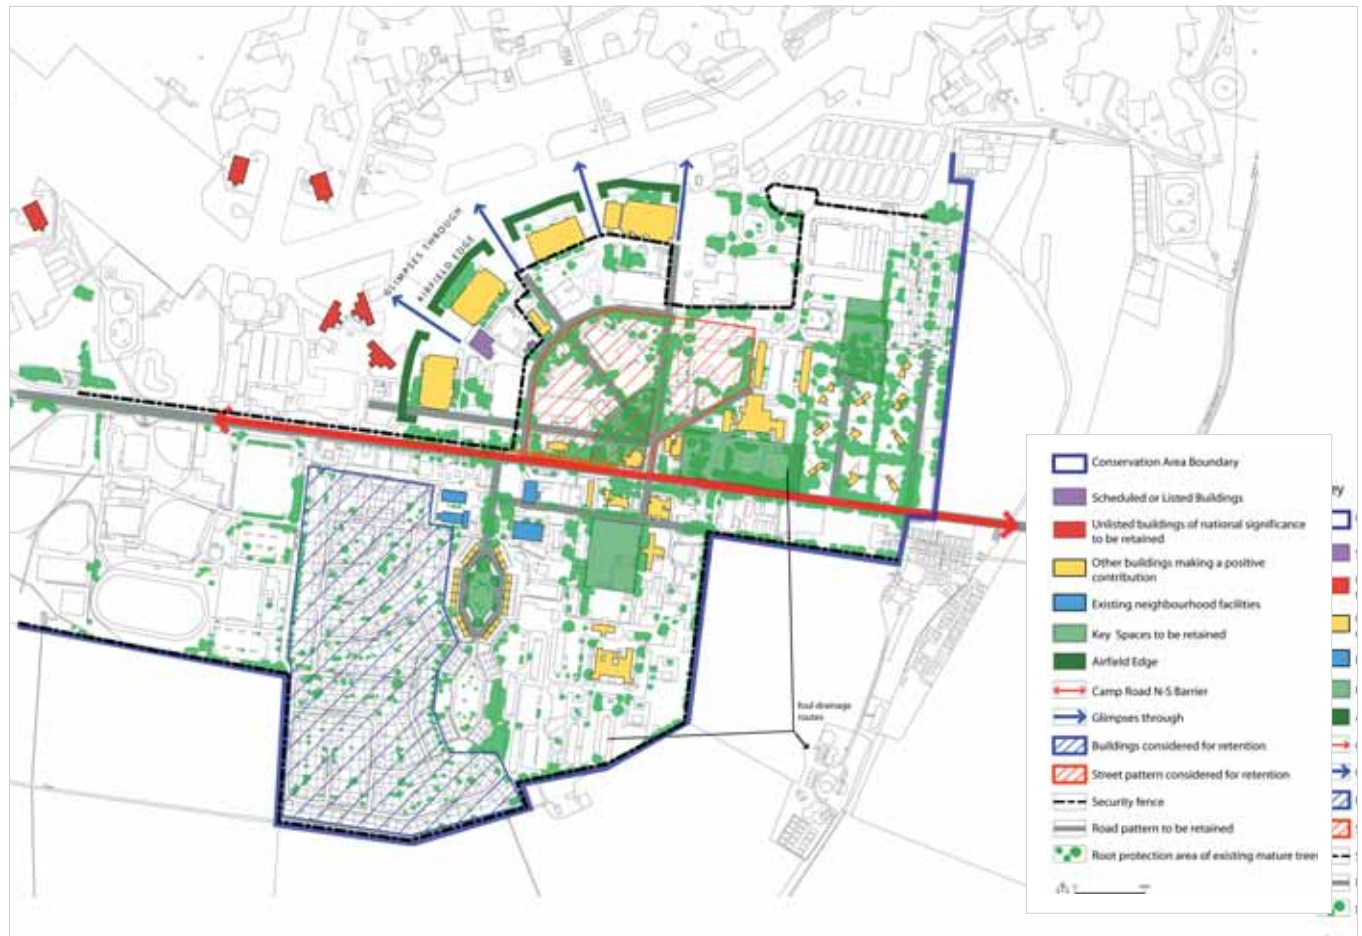 GLIMPSES THROUGH
AIRFIELD EDGE
foul drainage
routes
Conservation Area Boundary
Scheduled or Listed Buildings
Unlisted buildings of national significance
to be retained
Other buildings making a positive
contribution
Existing neighbourhood facilities
Key Spaces to be retained
Airfield Edge
Camp Road N-S Barrier
Glimpses through
Buildings considered for retention
Street pattern considered for retention
Security fence
Road pattern to be retained
Root protection area of existing mature trees
ey